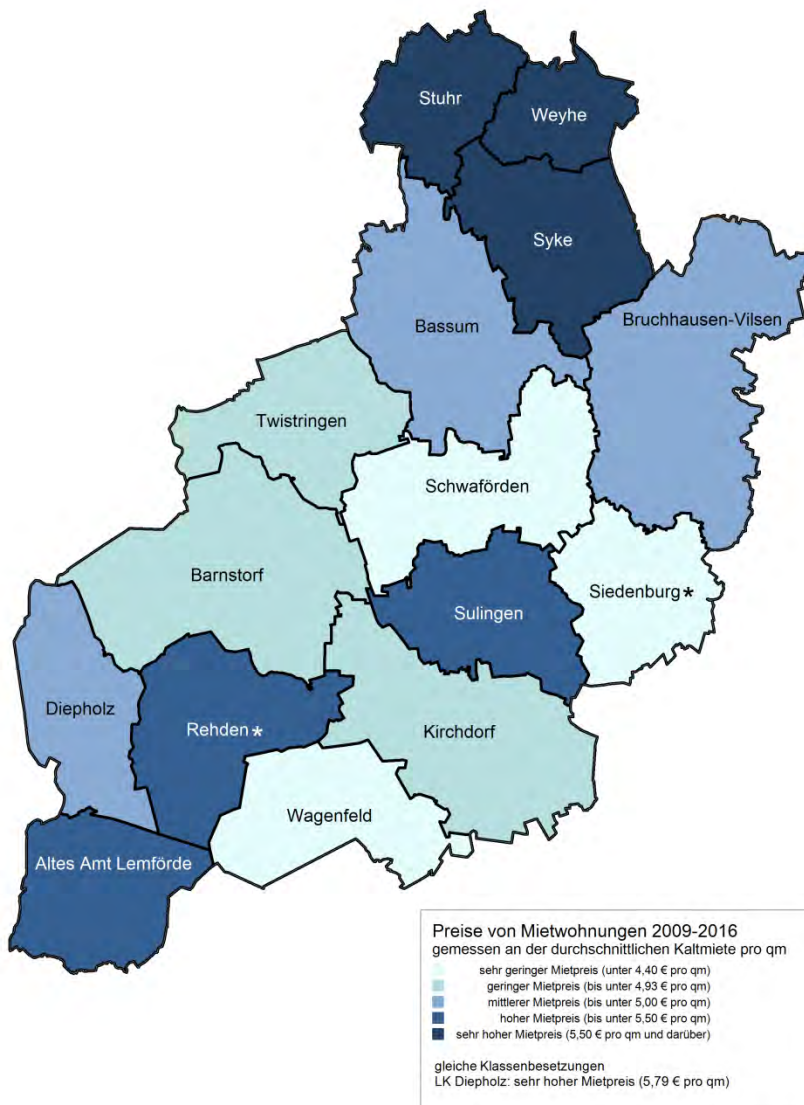 Stuhr
Weyhe
Syke
Bassum
Bruchhausen-Vilsen
Twistringen
Schwaförden
Barnstorf
Siedenburg*
Sulingen
Diepholz
Rehden*
Kirchdorf
Wagenfeld
Altes Amt Lemförde
Preise von Mietwohnungen 2009-2016
gemessen an der durchschnittlichen Kaltmiete pro qm
sehr geringer Mietpreis (unter 4,40 € pro qm)
geringer Mietpreis (bis unter 4,93 € pro qm)
mittlerer Mietpreis (bis unter 5,00 € pro qm)
hoher Mietpreis (bis unter 5,50 € pro qm)
sehr hoher Mietpreis (5,50 € pro qm und darüber)
gleiche Klassenbesetzungen
LK Diepholz: sehr hoher Mietpreis (5,79 € pro qm)